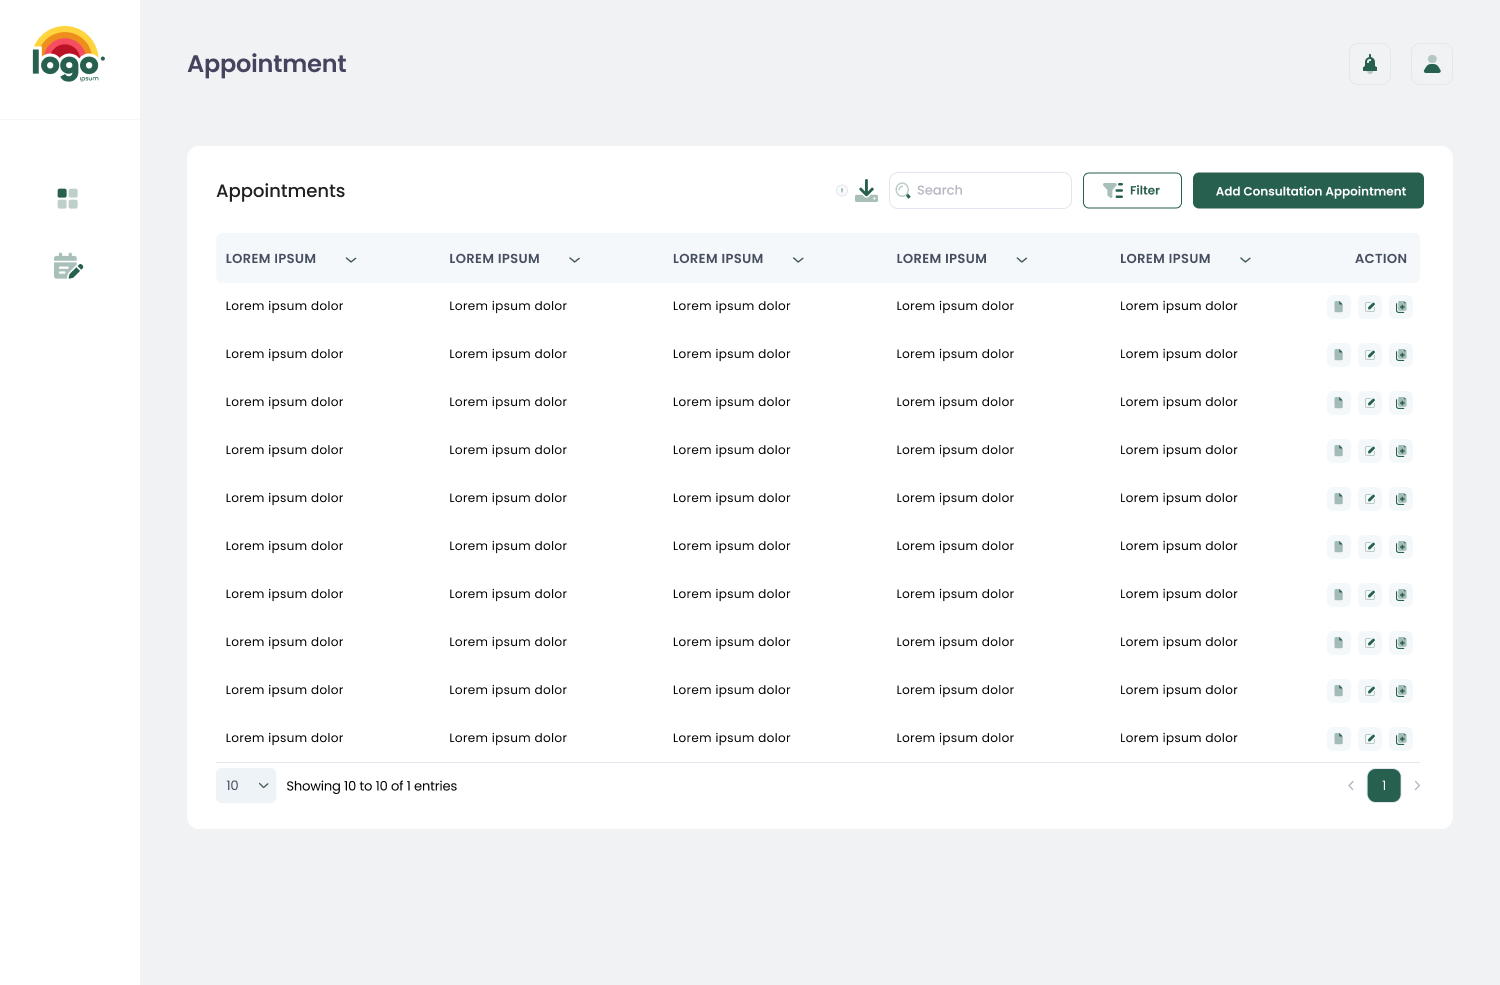 logo
ipsum
Appointment
Appointments
Search
Filter
Add Consultation Appointment
LOREM IPSUM LOREM IPSUM LOREM IPSUM LOREM IPSUM LOREM IPSUM ACTION
Lorem ipsum dolor Lorem ipsum dolor Lorem ipsum dolor Lorem ipsum dolor Lorem ipsum dolor
Lorem ipsum dolor Lorem ipsum dolor Lorem ipsum dolor Lorem ipsum dolor Lorem ipsum dolor
Lorem ipsum dolor Lorem ipsum dolor Lorem ipsum dolor Lorem ipsum dolor Lorem ipsum dolor
Lorem ipsum dolor Lorem ipsum dolor Lorem ipsum dolor Lorem ipsum dolor Lorem ipsum dolor
Lorem ipsum dolor Lorem ipsum dolor Lorem ipsum dolor Lorem ipsum dolor Lorem ipsum dolor
Lorem ipsum dolor Lorem ipsum dolor Lorem ipsum dolor Lorem ipsum dolor Lorem ipsum dolor
Lorem ipsum dolor Lorem ipsum dolor Lorem ipsum dolor Lorem ipsum dolor Lorem ipsum dolor
Lorem ipsum dolor Lorem ipsum dolor Lorem ipsum dolor Lorem ipsum dolor Lorem ipsum dolor
Lorem ipsum dolor Lorem ipsum dolor Lorem ipsum dolor Lorem ipsum dolor Lorem ipsum dolor
Lorem ipsum dolor Lorem ipsum dolor Lorem ipsum dolor Lorem ipsum dolor Lorem ipsum dolor
10 Showing 10 to 10 of 1 entries 1